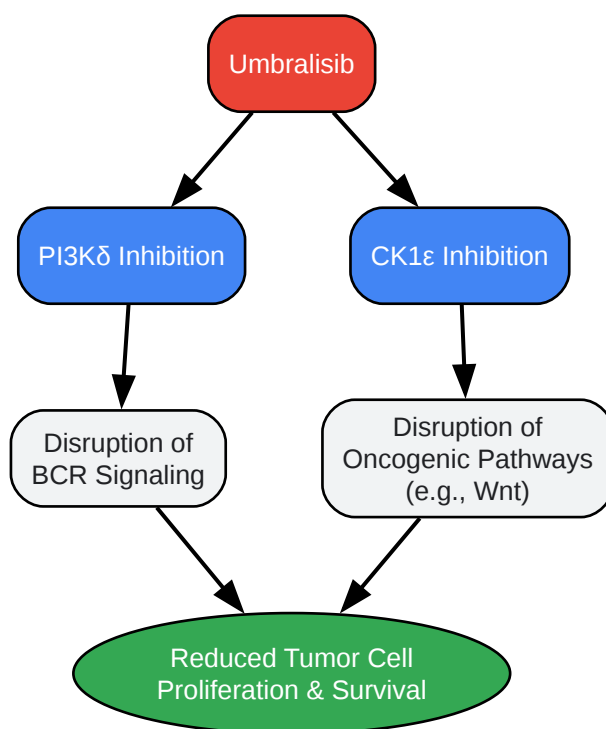 Umbralisib
PI3Kδ Inhibition
CK1ε Inhibition
Disruption of
BCR Signaling
Disruption of
Oncogenic Pathways
(e.g., Wnt)
Reduced Tumor Cell
Proliferation & Survival